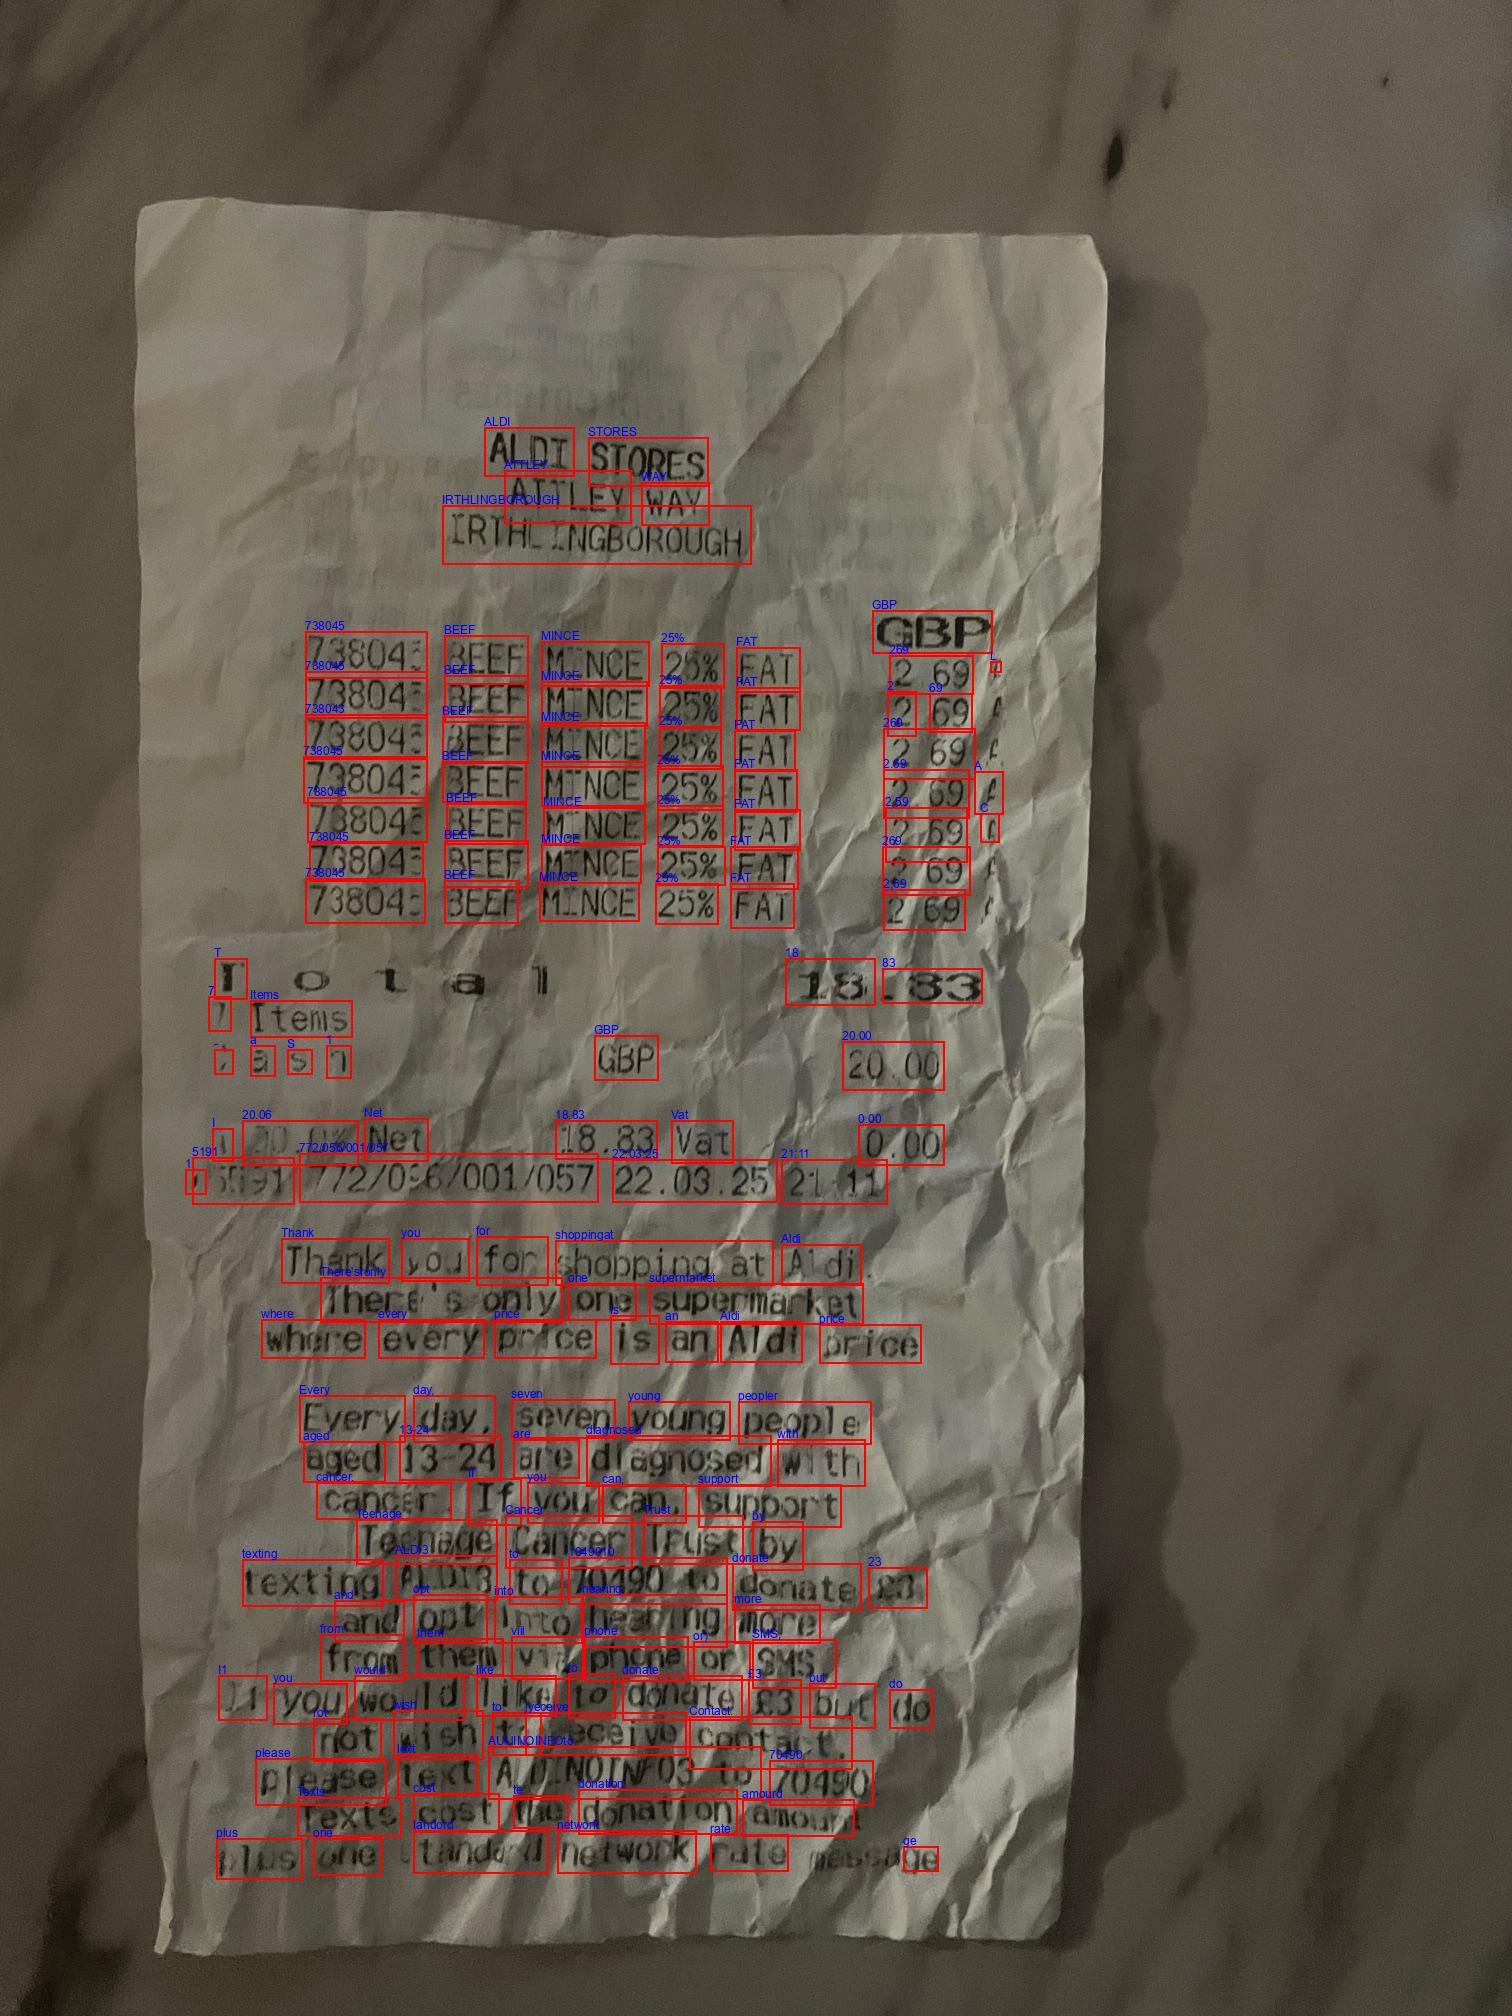 ALDI STORES
ATTLEY WAY
IRTHLINGBOROUGH
GBP
738045 BEEF MINCE 25% FAT 2.69 A
738045 BEEF MINCE 25% FAT 2.69 A
738045 BEEF MINCE 25% FAT 2.69 A
738045 BEEF MINCE 25% FAT 2.69 A
738045 BEEF MINCE 25% FAT 2.69 A
738045 BEEF MINCE 25% FAT 2.69 A
738045 BEEF MINCE 25% FAT 2.69 A
Total 18.83
7 Items
Cash GBP 20.00
Net 18.83 Vat 0.00
772/056/001/057 22.03.25 21:11
Thank you for shopping at Aldi.
There's only one supermarket
where every price is an Aldi price
Every day, seven young people
aged 13-24 are diagnosed with
cancer. If you can, support
Teenage Cancer Trust by
texting ALDI3 to 70490 to donate £3
and opt into hearing more
from them via phone or SMS.
If you would like to donate £3 but do
not wish to receive contact,
please text ALDINOINFO3 to 70490
Texts cost the donation amount
plus one standard network rate message